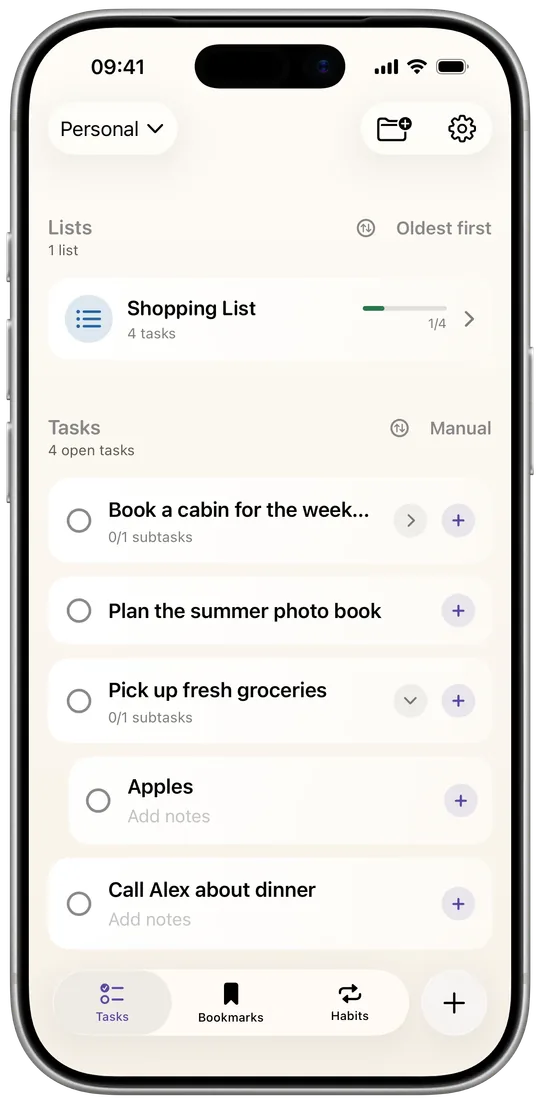 09:41
Personal
Lists
Oldest first
1 list
Shopping List
4 tasks
1/4
Tasks
Manual
4 open tasks
Book a cabin for the week...
0/1 subtasks
Plan the summer photo book
Pick up fresh groceries
0/1 subtasks
Apples
Add notes
Call Alex about dinner
Add notes
Tasks
Bookmarks
Habits